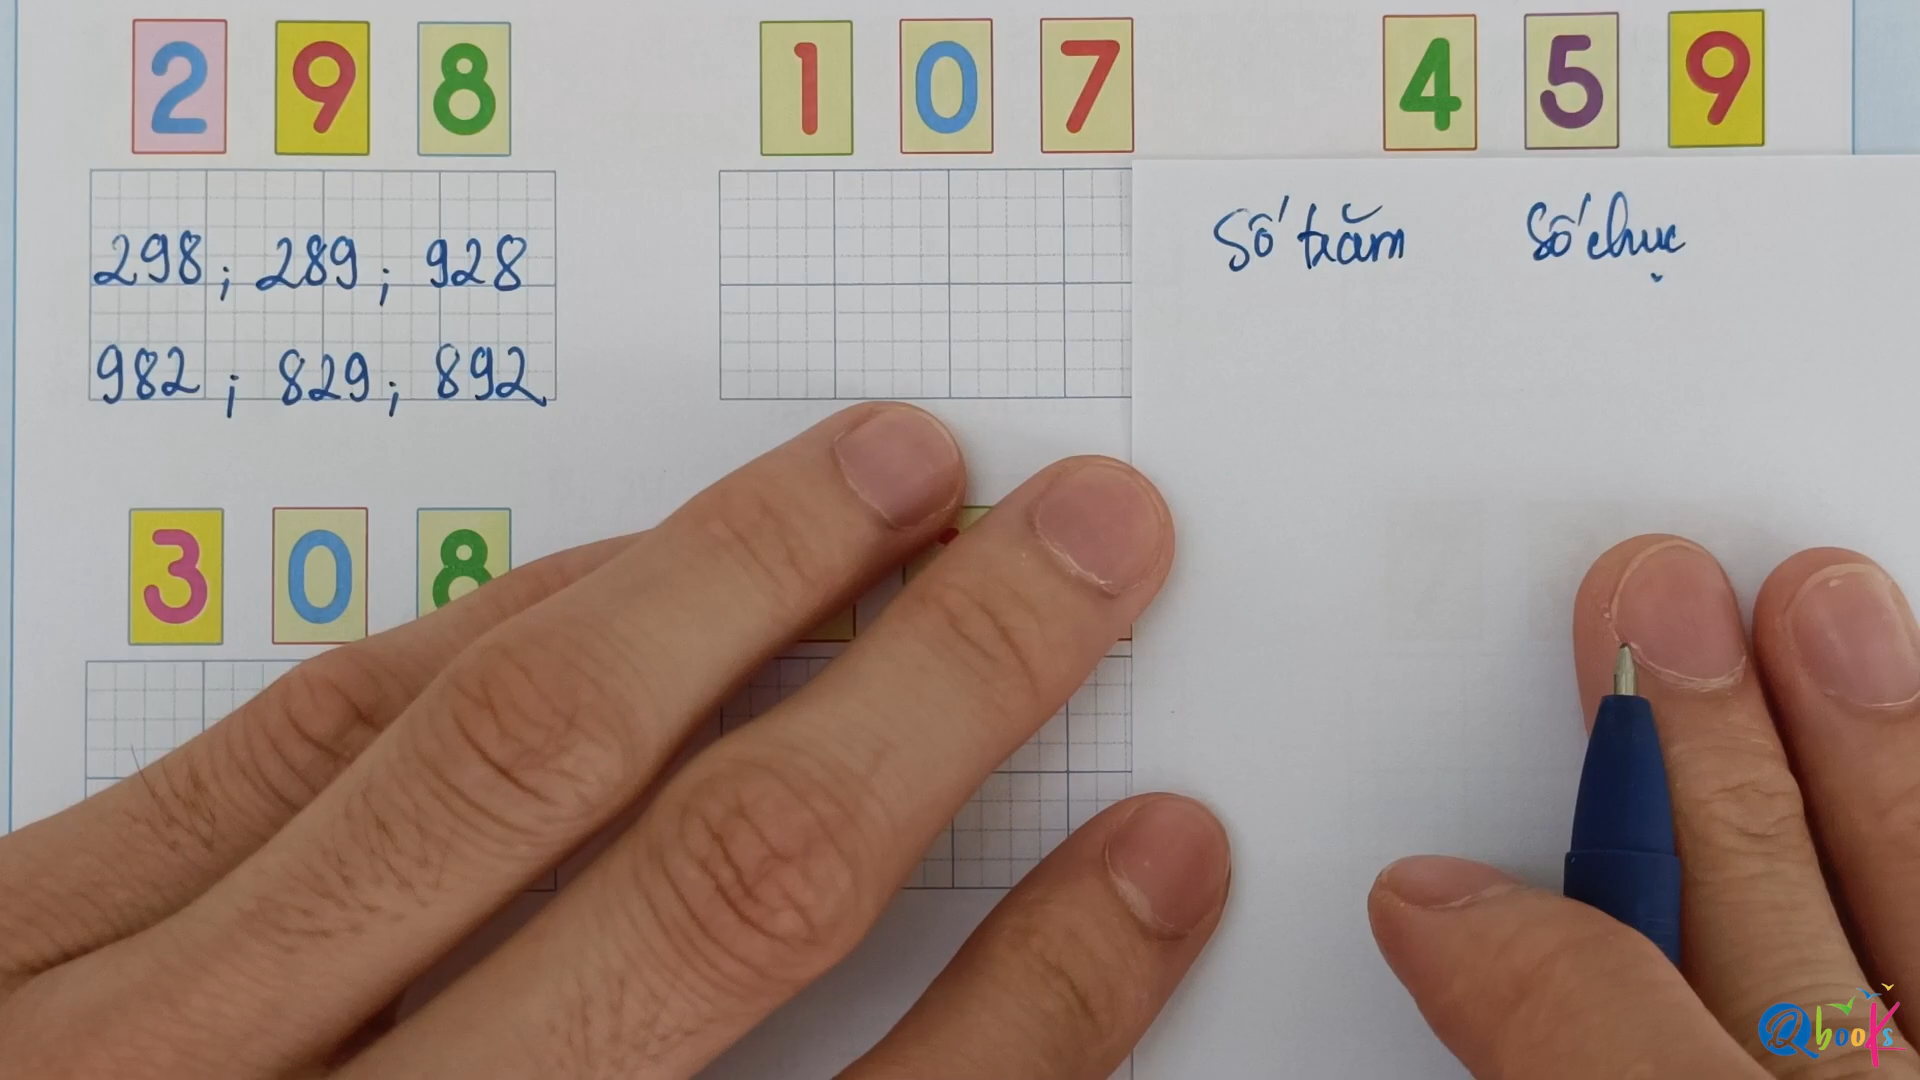 2 9 8
1 0 7
4 5 9
298 ; 289 ; 928
982 ; 829 ; 892
Số trăm Số chục
3 0 8
Qbooks